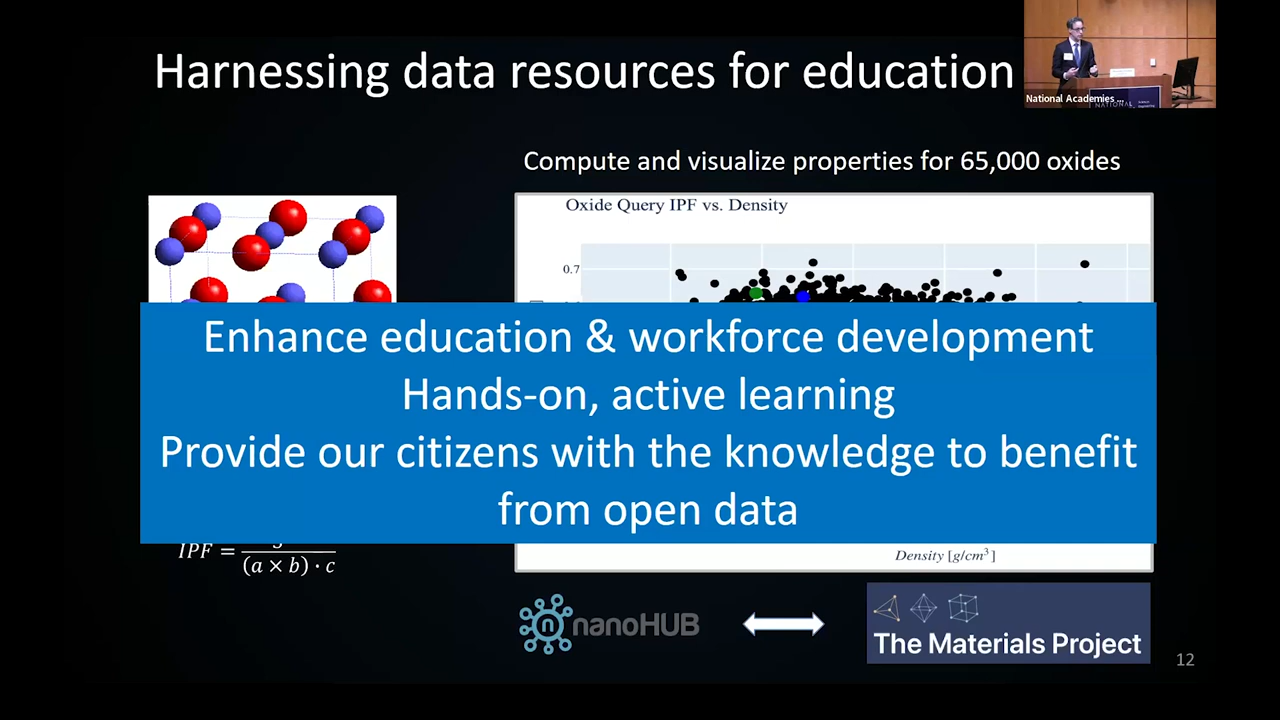 Harnessing data resources for education
National Academies ...
NATIONAL
Compute and visualize properties for 65,000 oxides
Oxide Query IPF vs. Density
0.7
Enhance education & workforce development
Hands-on, active learning
Provide our citizens with the knowledge to benefit
from open data
IPF =
(a × b) · c
Density [g/cm³]
nanoHUB
The Materials Project
12